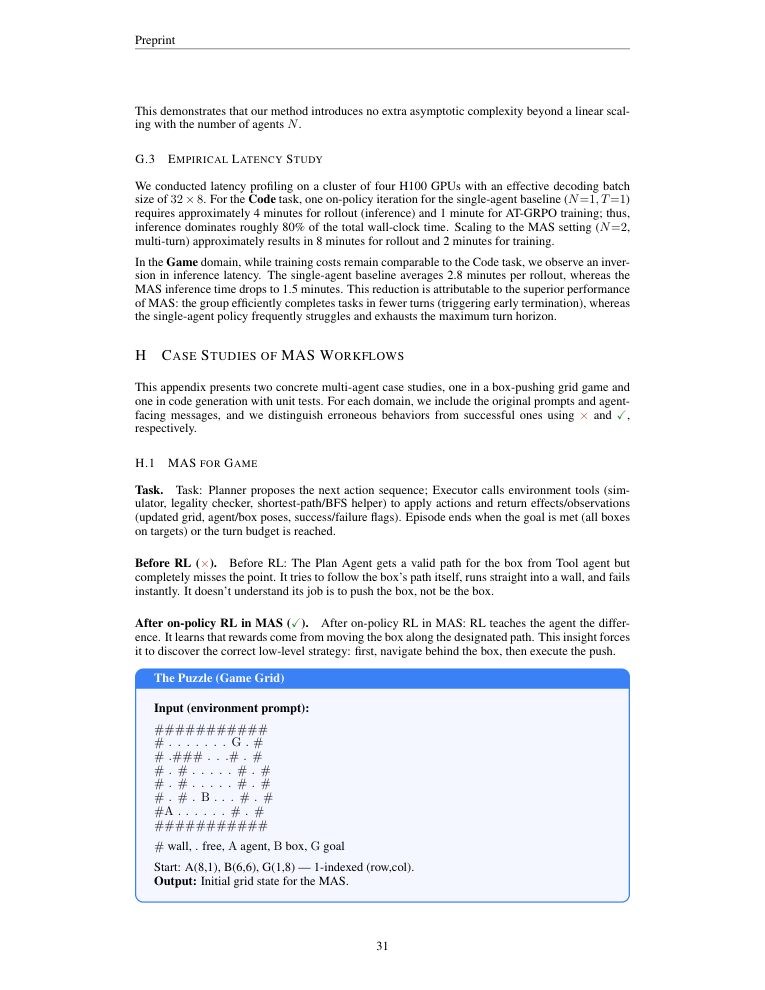 Preprint
This demonstrates that our method introduces no extra asymptotic complexity beyond a linear scal-
ing with the number of agents N.
G.3 EMPIRICAL LATENCY STUDY
We conducted latency profiling on a cluster of four H100 GPUs with an effective decoding batch
size of 32 × 8. For the Code task, one on-policy iteration for the single-agent baseline (N=1, T=1)
requires approximately 4 minutes for rollout (inference) and 1 minute for AT-GRPO training; thus,
inference dominates roughly 80% of the total wall-clock time. Scaling to the MAS setting (N=2,
multi-turn) approximately results in 8 minutes for rollout and 2 minutes for training.
In the Game domain, while training costs remain comparable to the Code task, we observe an inver-
sion in inference latency. The single-agent baseline averages 2.8 minutes per rollout, whereas the
MAS inference time drops to 1.5 minutes. This reduction is attributable to the superior performance
of MAS: the group efficiently completes tasks in fewer turns (triggering early termination), whereas
the single-agent policy frequently struggles and exhausts the maximum turn horizon.
H CASE STUDIES OF MAS WORKFLOWS
This appendix presents two concrete multi-agent case studies, one in a box-pushing grid game and
one in code generation with unit tests. For each domain, we include the original prompts and agent-
facing messages, and we distinguish erroneous behaviors from successful ones using × and ✓,
respectively.
H.1 MAS FOR GAME
Task. Task: Planner proposes the next action sequence; Executor calls environment tools (sim-
ulator, legality checker, shortest-path/BFS helper) to apply actions and return effects/observations
(updated grid, agent/box poses, success/failure flags). Episode ends when the goal is met (all boxes
on targets) or the turn budget is reached.
Before RL (×). Before RL: The Plan Agent gets a valid path for the box from Tool agent but
completely misses the point. It tries to follow the box's path itself, runs straight into a wall, and fails
instantly. It doesn't understand its job is to push the box, not be the box.
After on-policy RL in MAS (✓). After on-policy RL in MAS: RL teaches the agent the differ-
ence. It learns that rewards come from moving the box along the designated path. This insight forces
it to discover the correct low-level strategy: first, navigate behind the box, then execute the push.
The Puzzle (Game Grid)
Input (environment prompt):
###########
# . . . . . . . G . #
# .### . . .# . #
# . # . . . . . # . #
# . # . . . . . # . #
# . # . B . . . # . #
#A . . . . . . # . #
###########
# wall, . free, A agent, B box, G goal
Start: A(8,1), B(6,6), G(1,8) — 1-indexed (row,col).
Output: Initial grid state for the MAS.
31